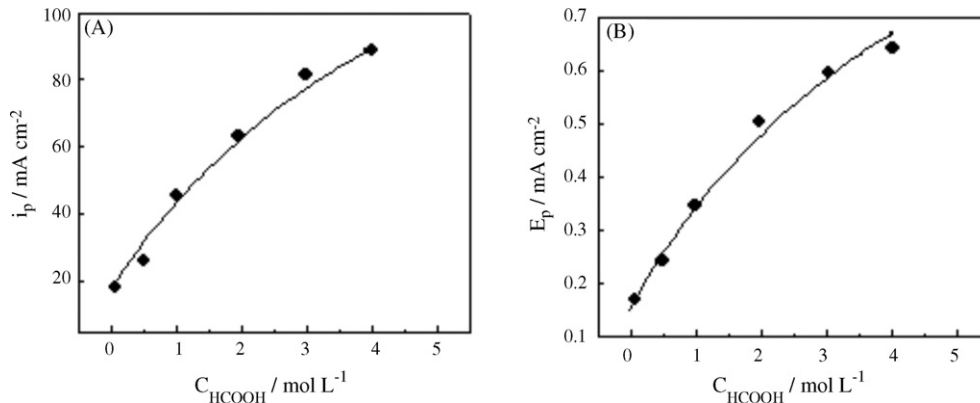 (A)
100
80
60
40
20
i_p / mA cm^-2
0 1 2 3 4 5
C_HCOOH / mol L^-1
(B)
0.7
0.6
0.5
0.4
0.3
0.2
0.1
E_p / mA cm^-2
0 1 2 3 4 5
C_HCOOH / mol L^-1